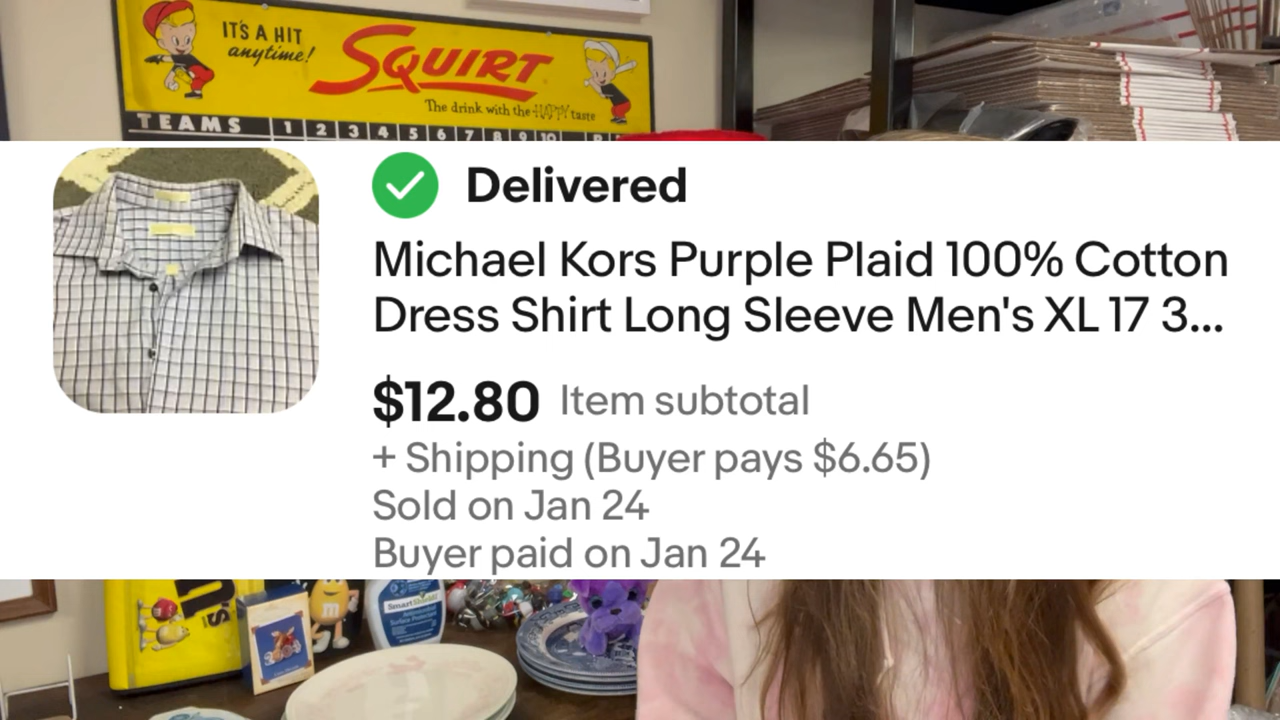 IT'S A HIT
anytime!
SQUIRT
The drink with the HAPPY taste
TEAMS 1 2 3 4 5 6 7 8 9 10 R
Delivered
Michael Kors Purple Plaid 100% Cotton
Dress Shirt Long Sleeve Men's XL 17 3...
$12.80 Item subtotal
+ Shipping (Buyer pays $6.65)
Sold on Jan 24
Buyer paid on Jan 24
SmartShield
m